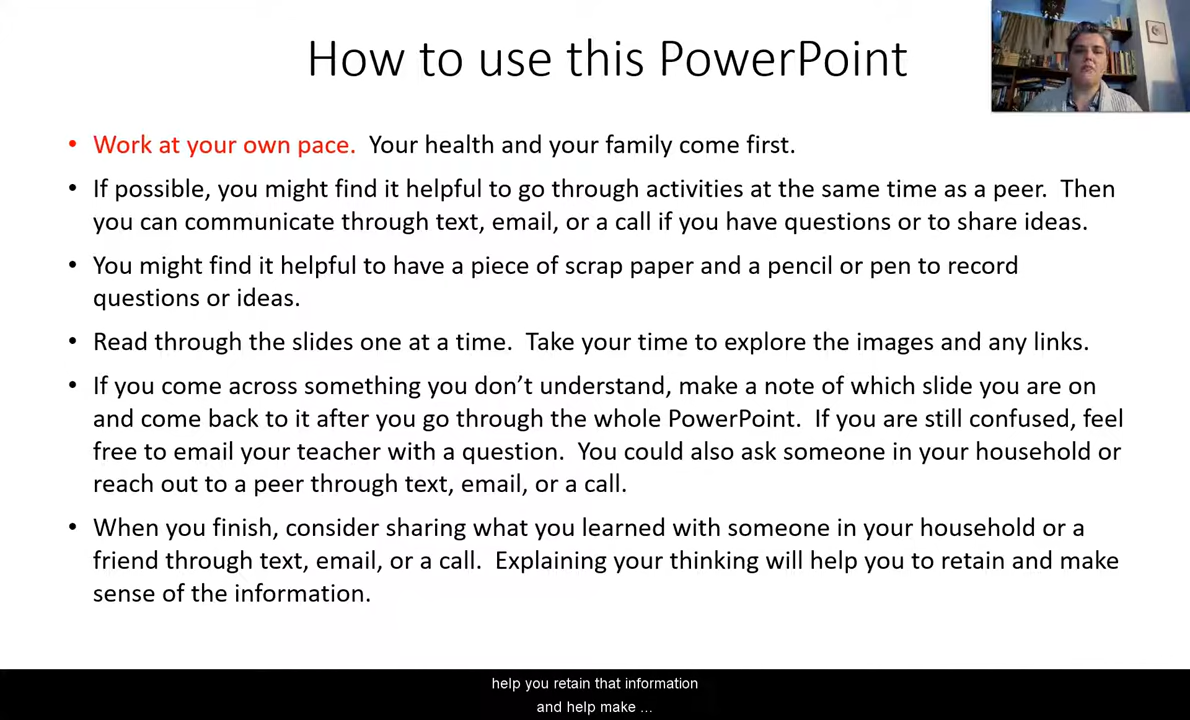 How to use this PowerPoint
• Work at your own pace. Your health and your family come first.
• If possible, you might find it helpful to go through activities at the same time as a peer. Then
you can communicate through text, email, or a call if you have questions or to share ideas.
• You might find it helpful to have a piece of scrap paper and a pencil or pen to record
questions or ideas.
• Read through the slides one at a time. Take your time to explore the images and any links.
• If you come across something you don’t understand, make a note of which slide you are on
and come back to it after you go through the whole PowerPoint. If you are still confused, feel
free to email your teacher with a question. You could also ask someone in your household or
reach out to a peer through text, email, or a call.
• When you finish, consider sharing what you learned with someone in your household or a
friend through text, email, or a call. Explaining your thinking will help you to retain and make
sense of the information.
help you retain that information
and help make ...